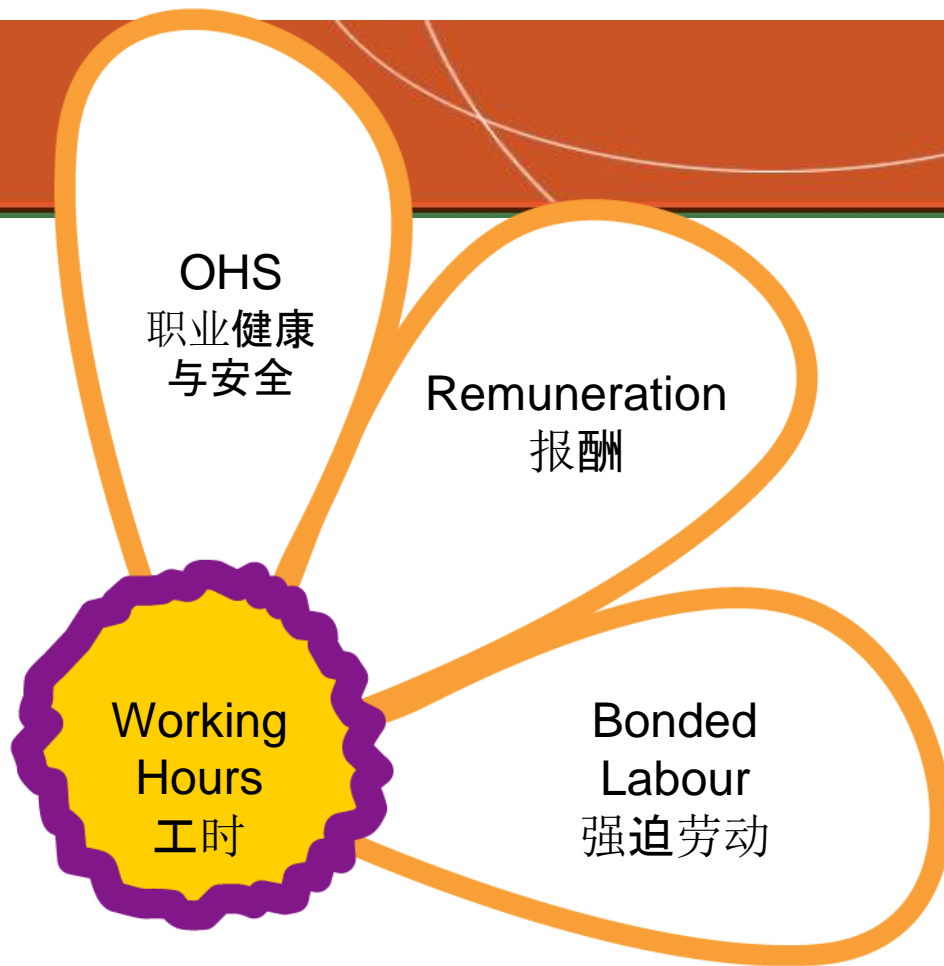 OHS
职业健康
与安全
Remuneration
报酬
Working
Hours
工时
Bonded
Labour
强迫劳动